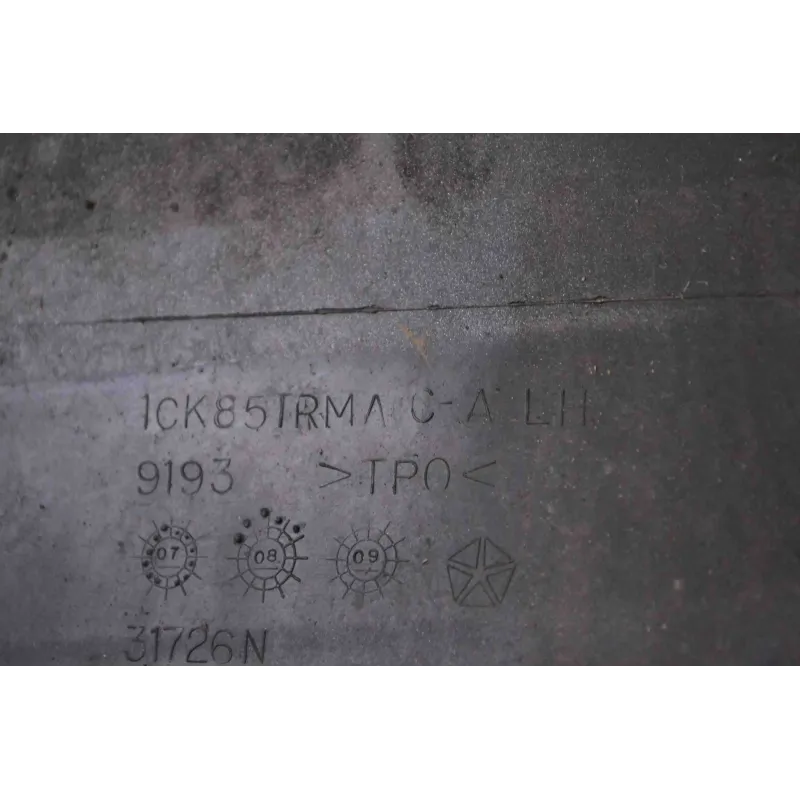 1CK85TRMA C-A LH
9193 >TPO<
07 08 09
31726N